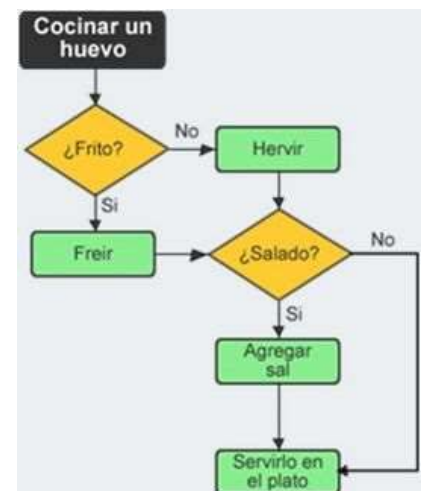 Cocinar un
huevo
¿Frito?
No
Hervir
Si
Freir
¿Salado?
No
Si
Agregar
sal
Servirlo en
el plato